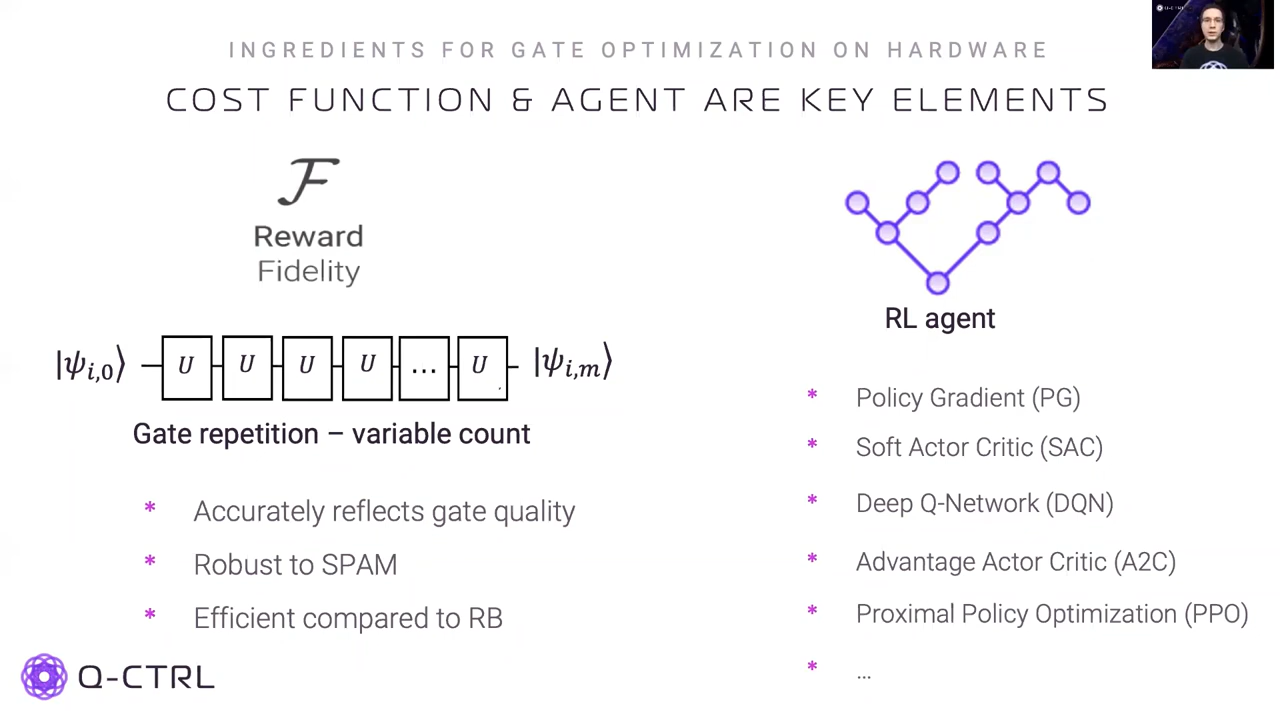 INGREDIENTS FOR GATE OPTIMIZATION ON HARDWARE
COST FUNCTION & AGENT ARE KEY ELEMENTS
ℱ
Reward
Fidelity
|ψ_{i,0}⟩ U U U U ... U |ψ_{i,m}⟩
Gate repetition – variable count
* Accurately reflects gate quality
* Robust to SPAM
* Efficient compared to RB
RL agent
* Policy Gradient (PG)
* Soft Actor Critic (SAC)
* Deep Q-Network (DQN)
* Advantage Actor Critic (A2C)
* Proximal Policy Optimization (PPO)
* ...
Q-CTRL